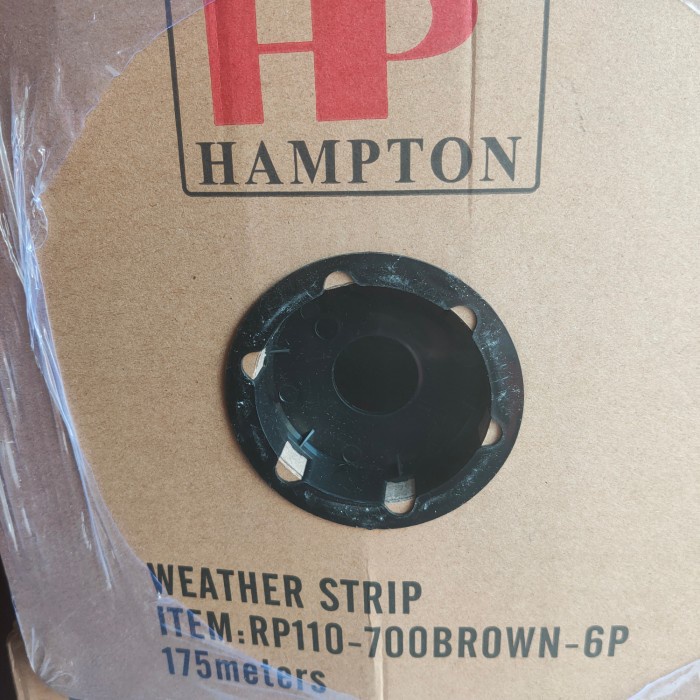 HP
HAMPTON
WEATHER STRIP
ITEM:RP110-700BROWN-6P
175meters